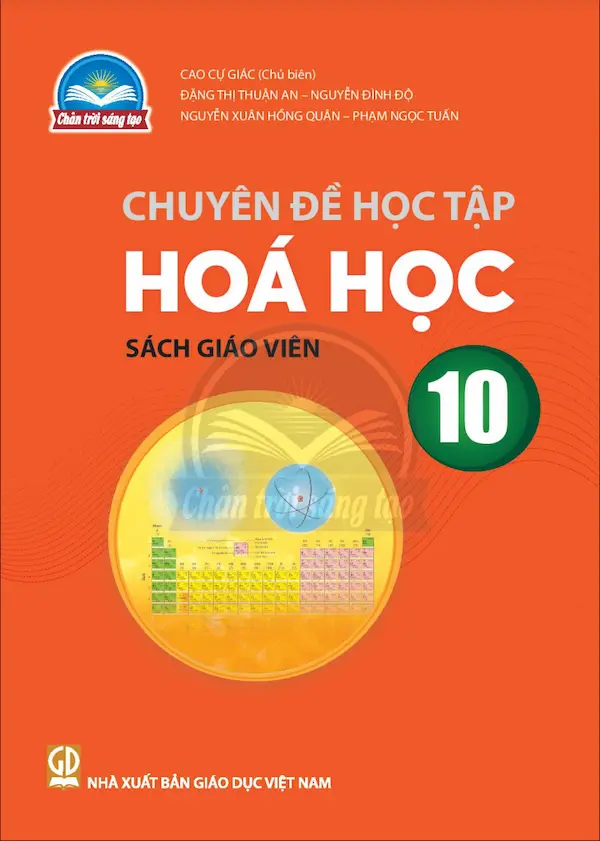 CAO CỰ GIÁC (Chủ biên)
ĐẶNG THỊ THUẬN AN – NGUYỄN ĐÌNH ĐỘ
NGUYỄN XUÂN HỒNG QUÂN – PHẠM NGỌC TUẤN
Chân trời sáng tạo
CHUYÊN ĐỀ HỌC TẬP
HOÁ HỌC
SÁCH GIÁO VIÊN
10
Chân trời sáng tạo
GD
NHÀ XUẤT BẢN GIÁO DỤC VIỆT NAM